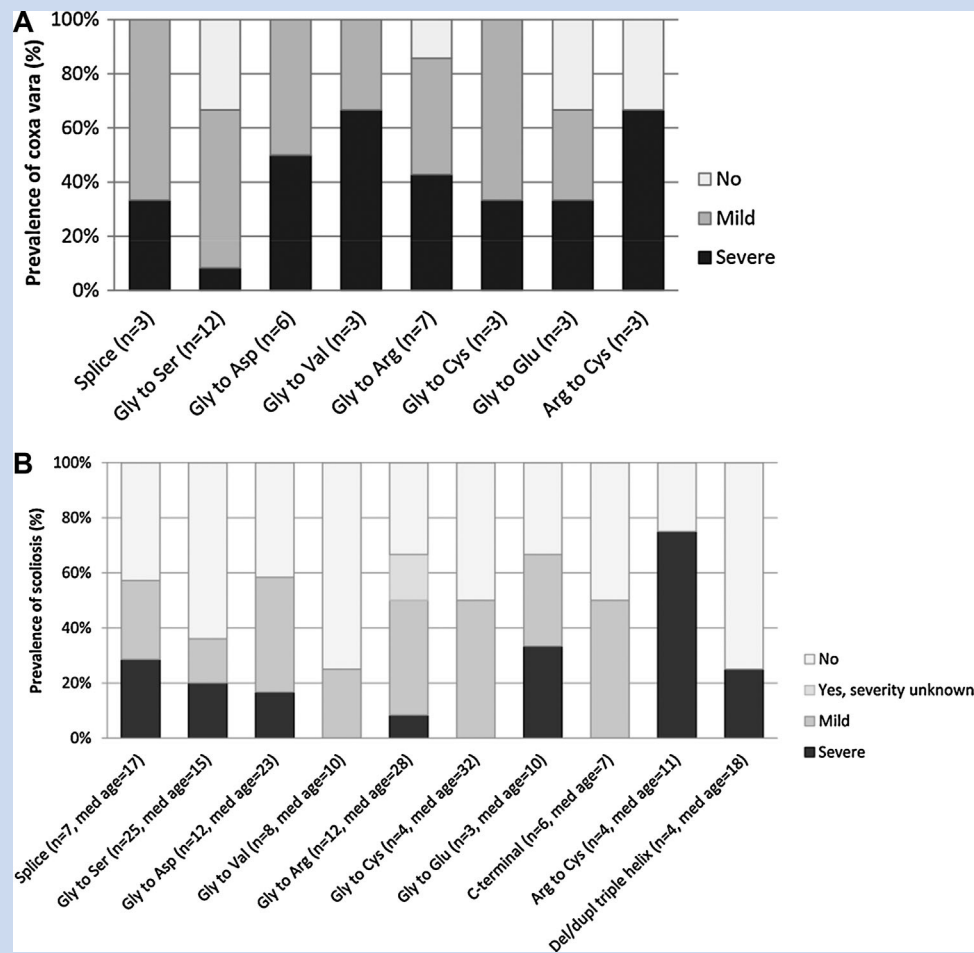 A
Prevalence of coxa vara (%)
100%
80%
60%
40%
20%
0%
Splice (n=3)
Gly to Ser (n=12)
Gly to Asp (n=6)
Gly to Val (n=3)
Gly to Arg (n=7)
Gly to Cys (n=3)
Gly to Glu (n=3)
Arg to Cys (n=3)
No
Mild
Severe
B
Prevalence of scoliosis (%)
100%
80%
60%
40%
20%
0%
Splice (n=7, med age=17)
Gly to Ser (n=25, med age=15)
Gly to Asp (n=12, med age=23)
Gly to Val (n=8, med age=10)
Gly to Arg (n=12, med age=28)
Gly to Cys (n=4, med age=32)
Gly to Glu (n=3, med age=10)
C-terminal (n=6, med age=7)
Arg to Cys (n=4, med age=11)
Del/dupl triple helix (n=4, med age=18)
No
Yes, severity unknown
Mild
Severe